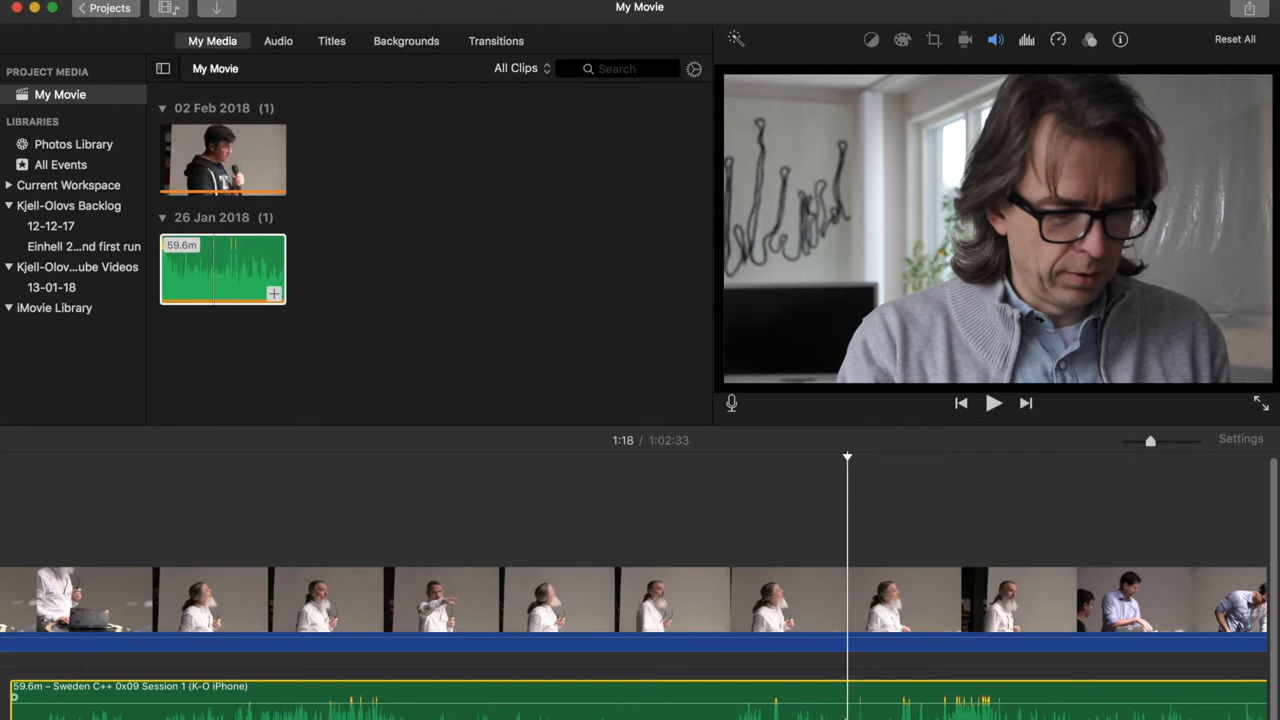 Projects
My Movie
My Media
Audio
Titles
Backgrounds
Transitions
Reset All
PROJECT MEDIA
My Movie
LIBRARIES
Photos Library
All Events
Current Workspace
Kjell-Olovs Backlog
12-12-17
Einhell 2...nd first run
Kjell-Olov...ube Videos
13-01-18
iMovie Library
My Movie
All Clips
Search
02 Feb 2018 (1)
26 Jan 2018 (1)
59.6m
1:18 / 1:02:33
Settings
59.6m – Sweden C++ 0x09 Session 1 (K-O iPhone)